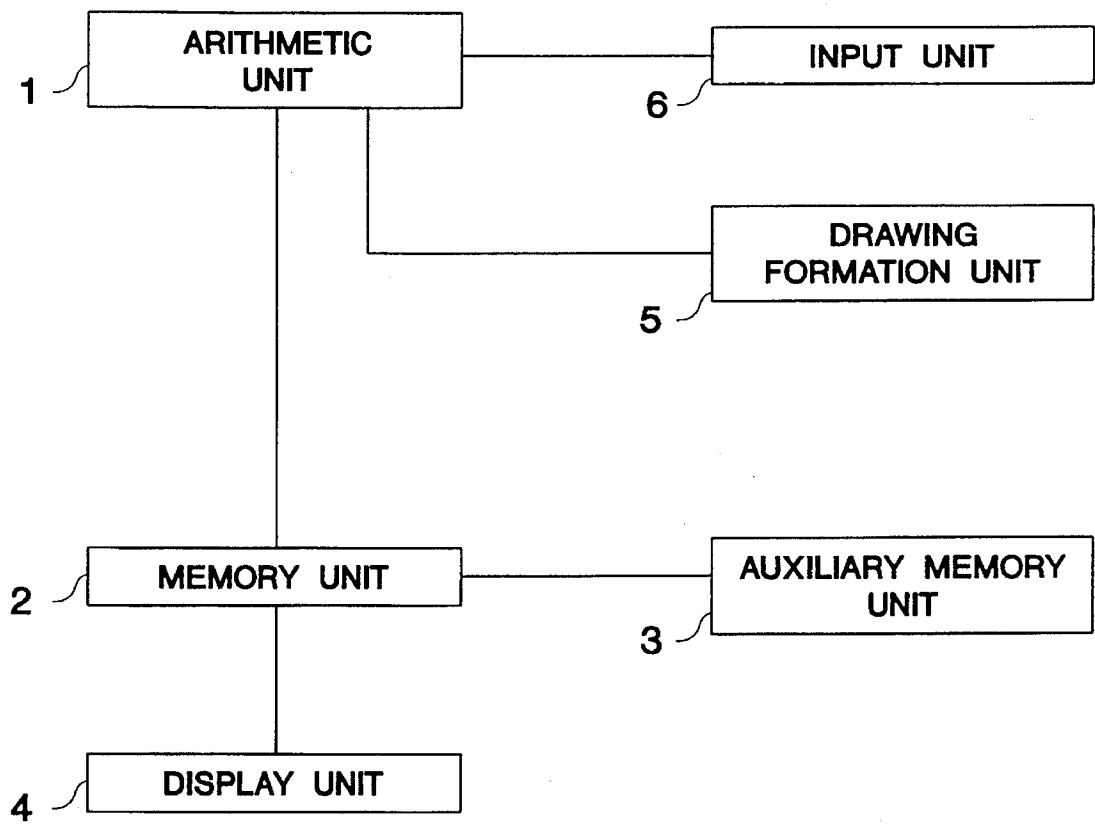 ARITHMETIC
UNIT
1
INPUT UNIT
6
DRAWING
FORMATION UNIT
5
MEMORY UNIT
2
AUXILIARY MEMORY
UNIT
3
DISPLAY UNIT
4